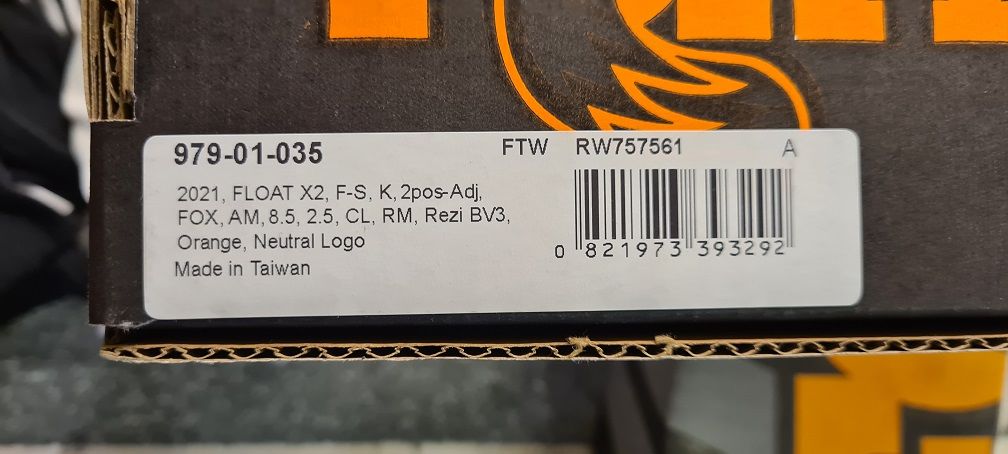 979-01-035 FTW RW757561 A
2021, FLOAT X2, F-S, K, 2pos-Adj,
FOX, AM, 8.5, 2.5, CL, RM, Rezi BV3,
Orange, Neutral Logo
Made in Taiwan
0 821973 393292